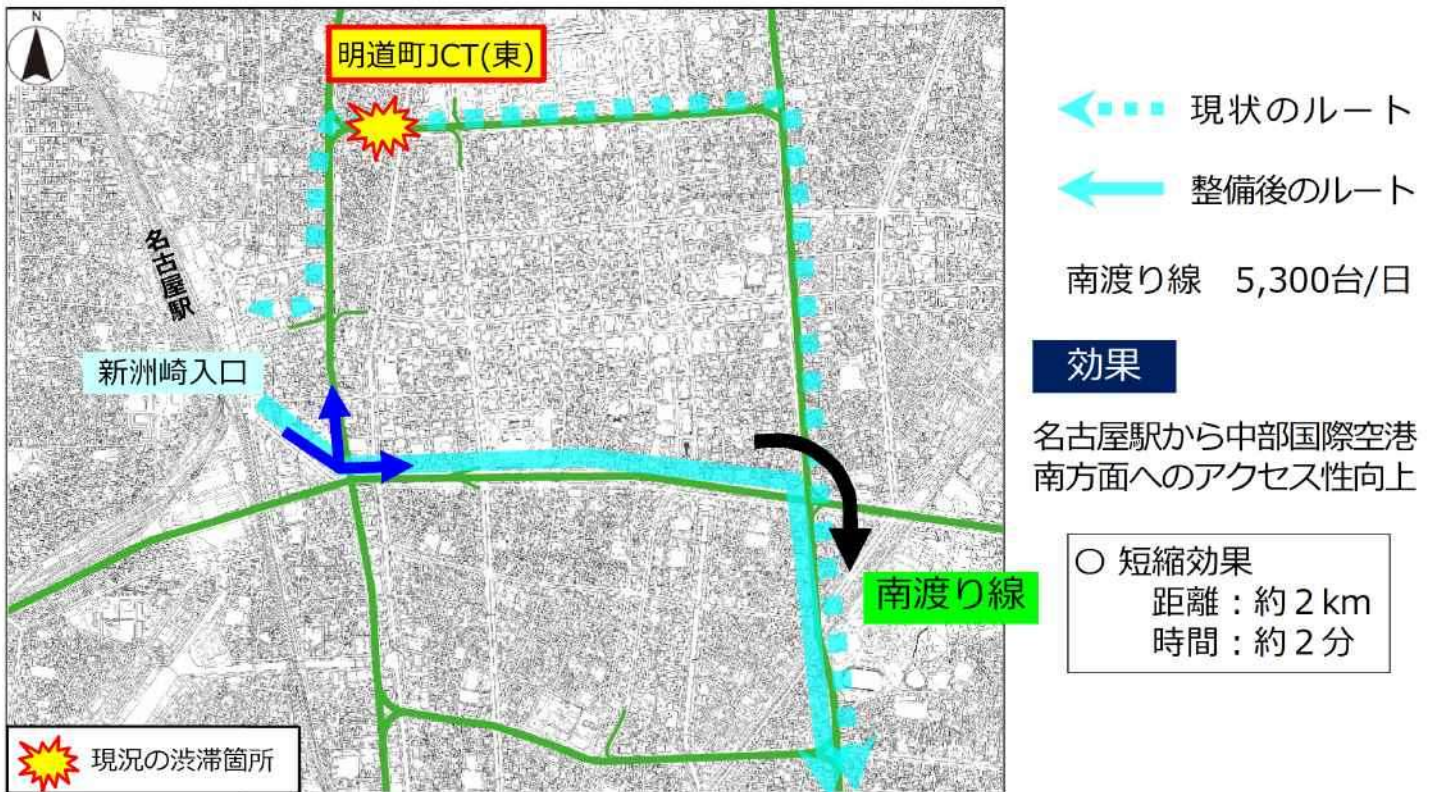 N
明道町JCT(東)
名古屋駅
新洲崎入口
南渡り線
現況の渋滞箇所
現状のルート
整備後のルート
南渡り線 5,300台/日
効果
名古屋駅から中部国際空港
南方面へのアクセス性向上
○ 短縮効果
距離：約２km
時間：約２分